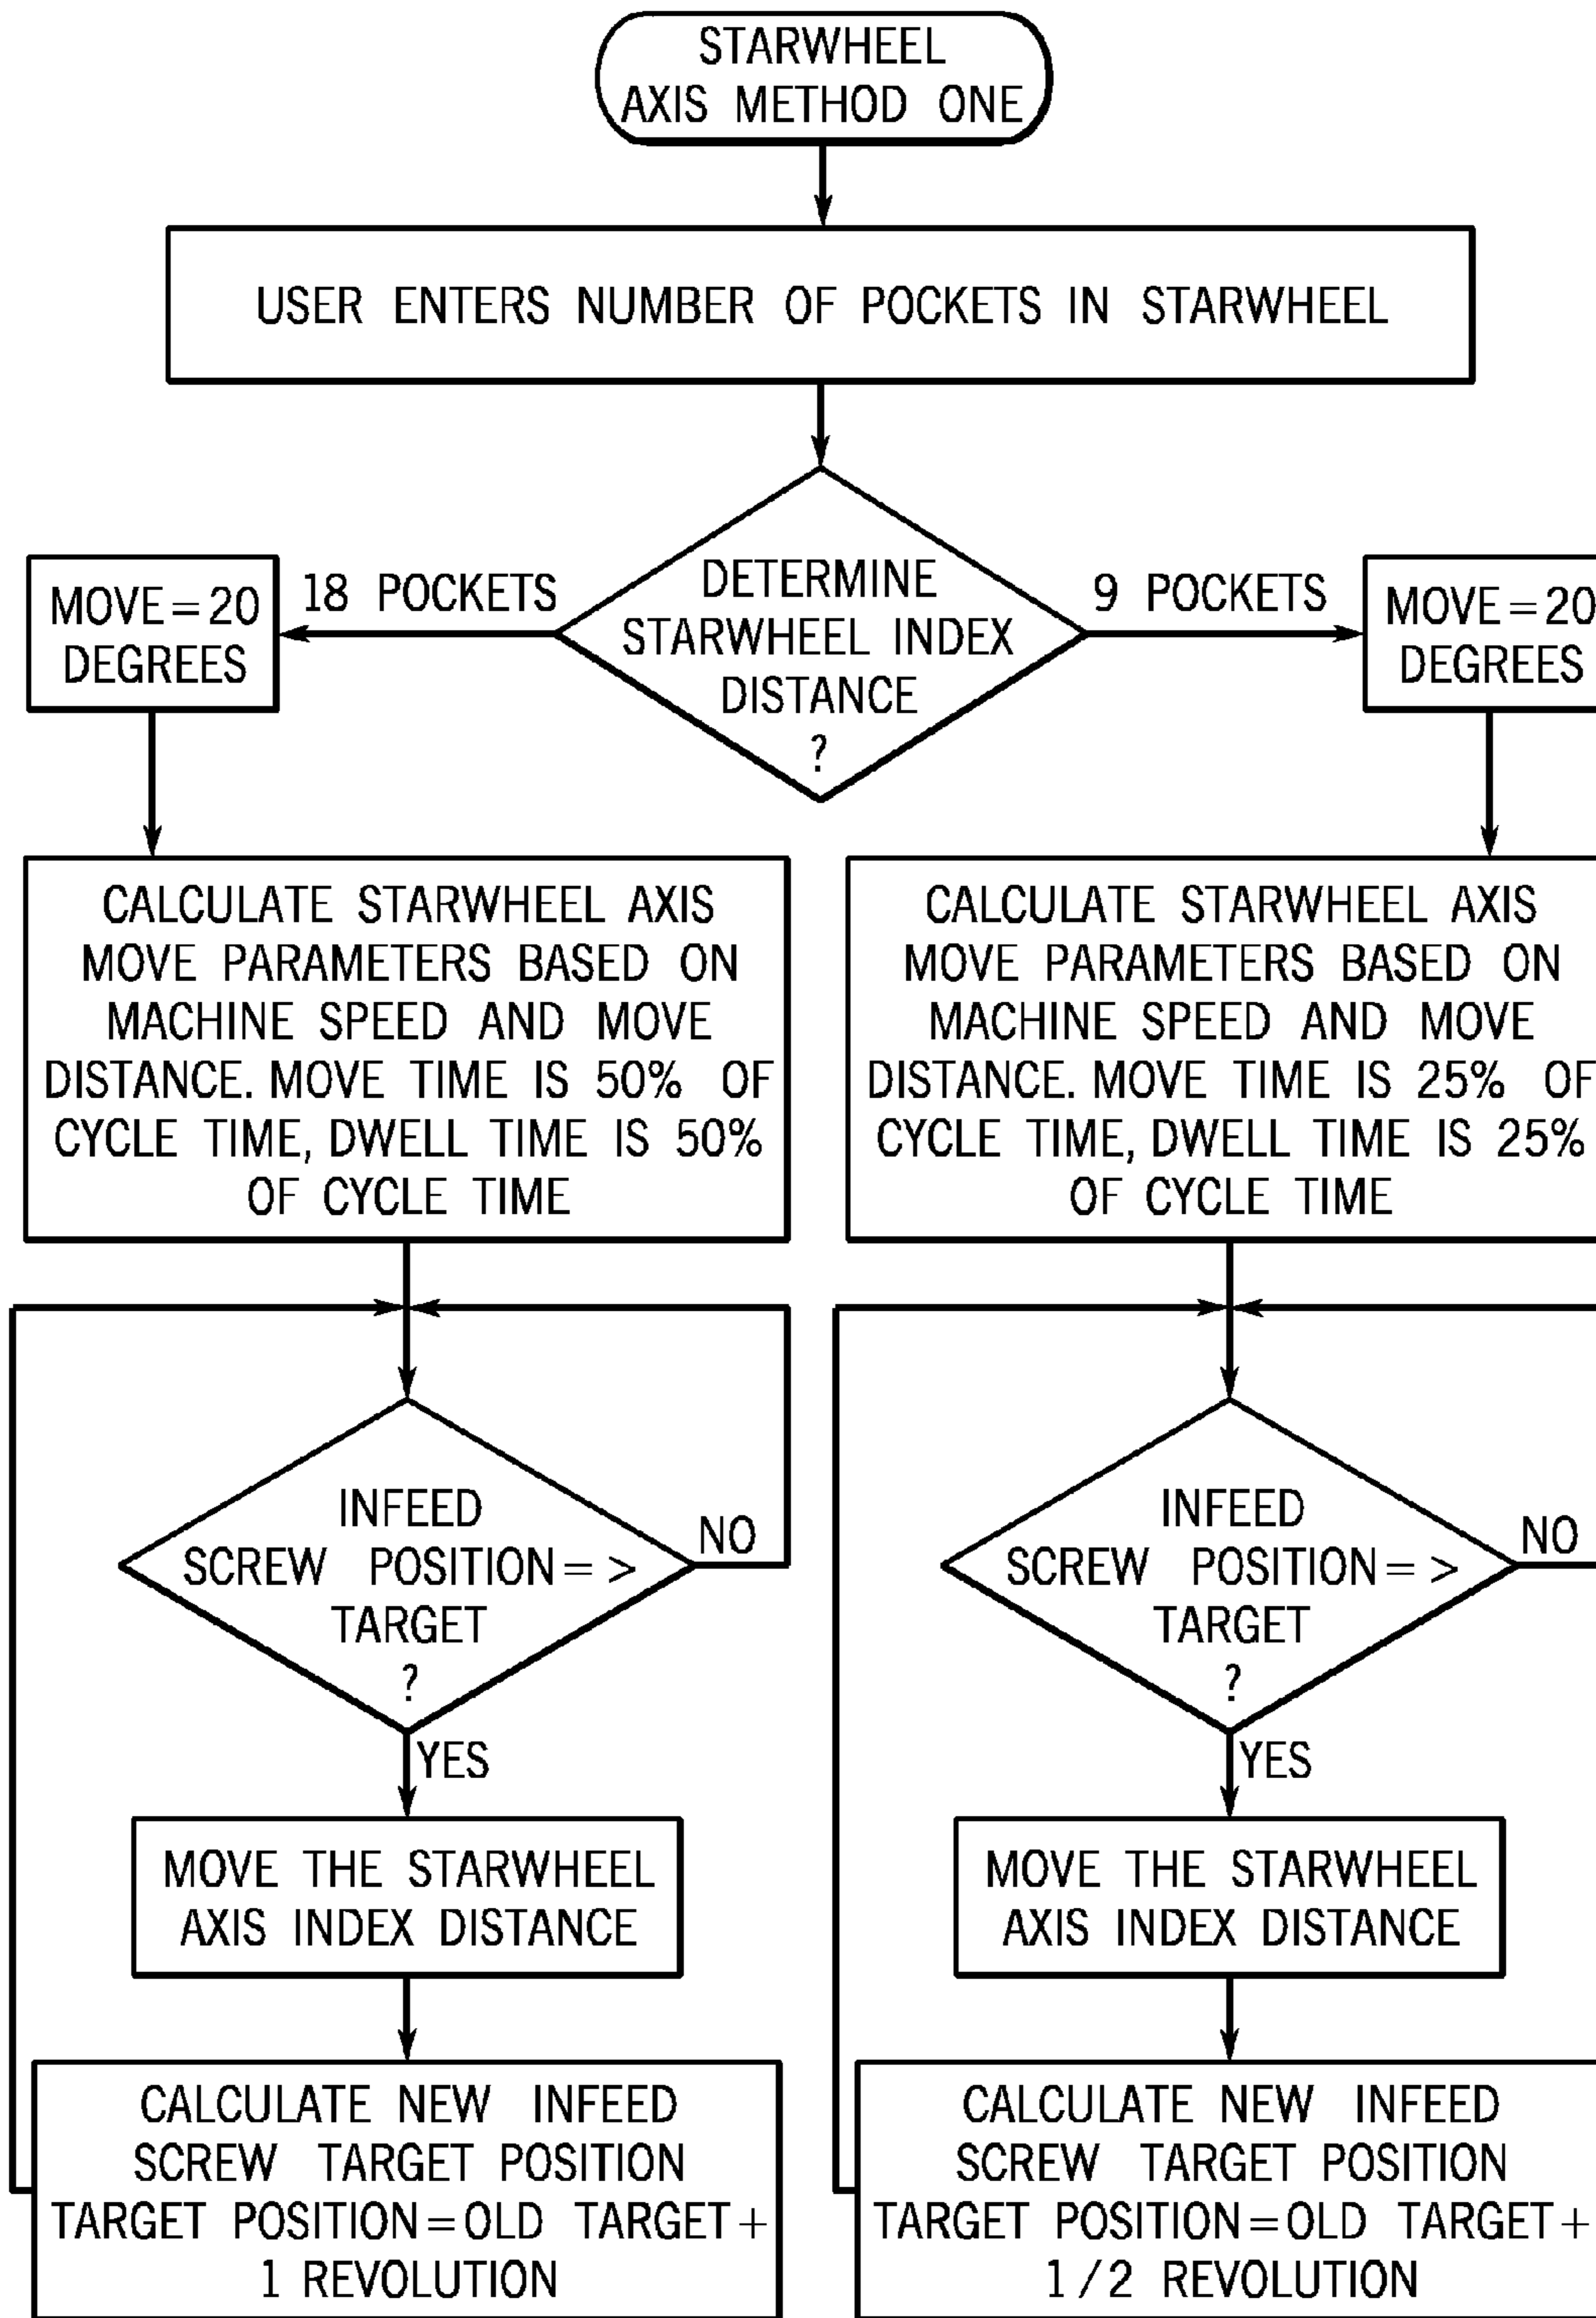 STARWHEEL
AXIS METHOD ONE
USER ENTERS NUMBER OF POCKETS IN STARWHEEL
DETERMINE
STARWHEEL INDEX
DISTANCE
?
18 POCKETS
9 POCKETS
MOVE=20
DEGREES
MOVE=20
DEGREES
CALCULATE STARWHEEL AXIS
MOVE PARAMETERS BASED ON
MACHINE SPEED AND MOVE
DISTANCE. MOVE TIME IS 50% OF
CYCLE TIME, DWELL TIME IS 50%
OF CYCLE TIME
CALCULATE STARWHEEL AXIS
MOVE PARAMETERS BASED ON
MACHINE SPEED AND MOVE
DISTANCE. MOVE TIME IS 25% OF
CYCLE TIME, DWELL TIME IS 25%
OF CYCLE TIME
INFEED
SCREW POSITION=>
TARGET
?
NO
YES
INFEED
SCREW POSITION=>
TARGET
?
NO
YES
MOVE THE STARWHEEL
AXIS INDEX DISTANCE
MOVE THE STARWHEEL
AXIS INDEX DISTANCE
CALCULATE NEW INFEED
SCREW TARGET POSITION
TARGET POSITION=OLD TARGET+
1 REVOLUTION
CALCULATE NEW INFEED
SCREW TARGET POSITION
TARGET POSITION=OLD TARGET+
1/2 REVOLUTION